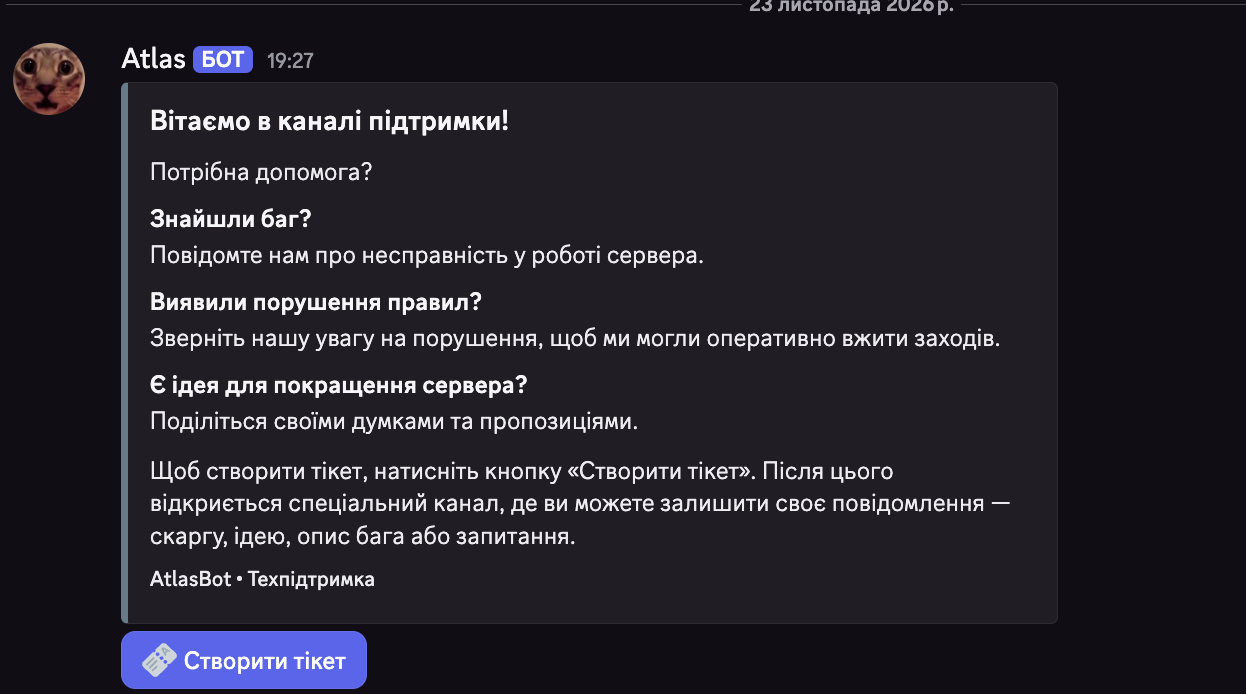 23 листопада 2026 р.
Atlas БОТ 19:27
Вітаємо в каналі підтримки!
Потрібна допомога?
Знайшли баг?
Повідомте нам про несправність у роботі сервера.
Виявили порушення правил?
Зверніть нашу увагу на порушення, щоб ми могли оперативно вжити заходів.
Є ідея для покращення сервера?
Поділіться своїми думками та пропозиціями.
Щоб створити тікет, натисніть кнопку «Створити тікет». Після цього
відкриється спеціальний канал, де ви можете залишити своє повідомлення —
скаргу, ідею, опис бага або запитання.
AtlasBot • Техпідтримка
Створити тікет